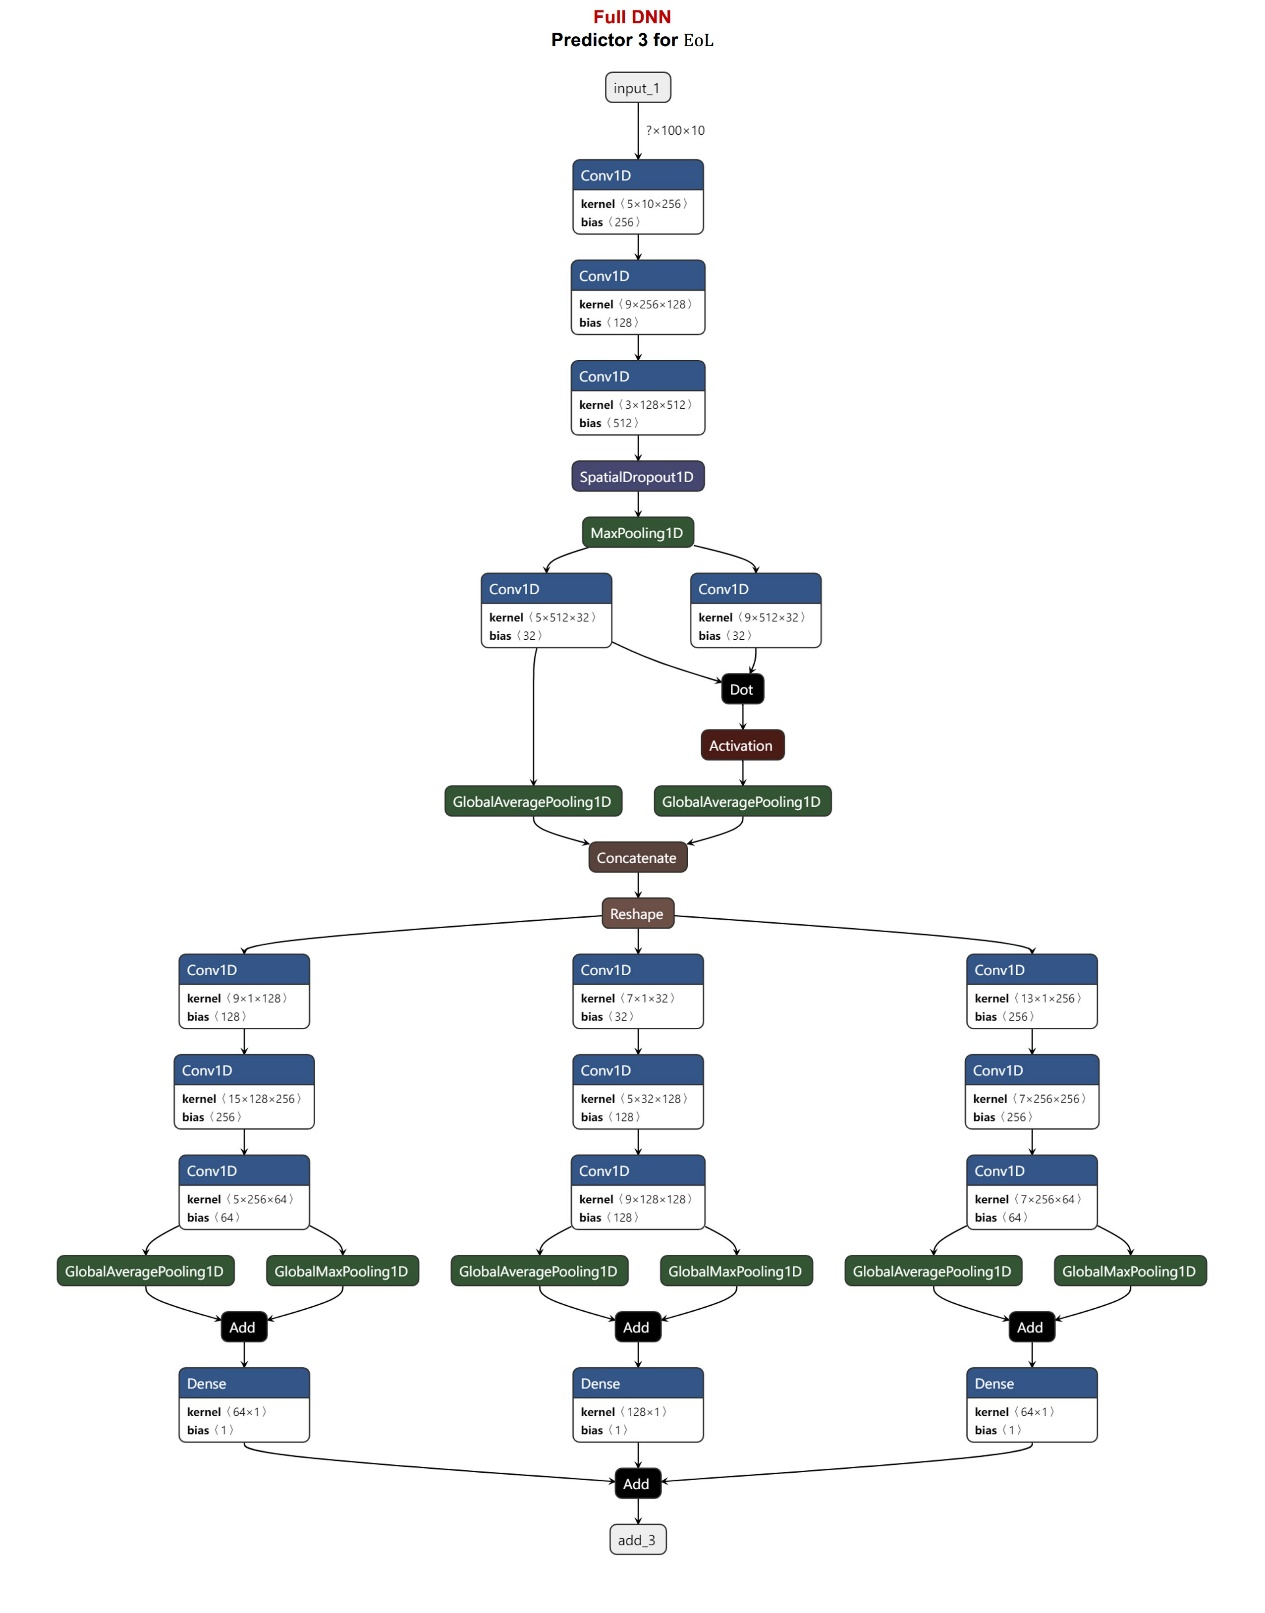 Full DNN
Predictor 3 for EoL
input_1
?×100×10
Conv1D
kernel 〈5×10×256〉
bias 〈256〉
Conv1D
kernel 〈9×256×128〉
bias 〈128〉
Conv1D
kernel 〈3×128×512〉
bias 〈512〉
SpatialDropout1D
MaxPooling1D
Conv1D
kernel 〈5×512×32〉
bias 〈32〉
Conv1D
kernel 〈9×512×32〉
bias 〈32〉
Dot
Activation
GlobalAveragePooling1D
GlobalAveragePooling1D
Concatenate
Reshape
Conv1D
kernel 〈9×1×128〉
bias 〈128〉
Conv1D
kernel 〈7×1×32〉
bias 〈32〉
Conv1D
kernel 〈13×1×256〉
bias 〈256〉
Conv1D
kernel 〈15×128×256〉
bias 〈256〉
Conv1D
kernel 〈5×32×128〉
bias 〈128〉
Conv1D
kernel 〈7×256×256〉
bias 〈256〉
Conv1D
kernel 〈5×256×64〉
bias 〈64〉
Conv1D
kernel 〈9×128×128〉
bias 〈128〉
Conv1D
kernel 〈7×256×64〉
bias 〈64〉
GlobalAveragePooling1D
GlobalMaxPooling1D
GlobalAveragePooling1D
GlobalMaxPooling1D
GlobalAveragePooling1D
GlobalMaxPooling1D
Add
Add
Add
Dense
kernel 〈64×1〉
bias 〈1〉
Dense
kernel 〈128×1〉
bias 〈1〉
Dense
kernel 〈64×1〉
bias 〈1〉
Add
add_3